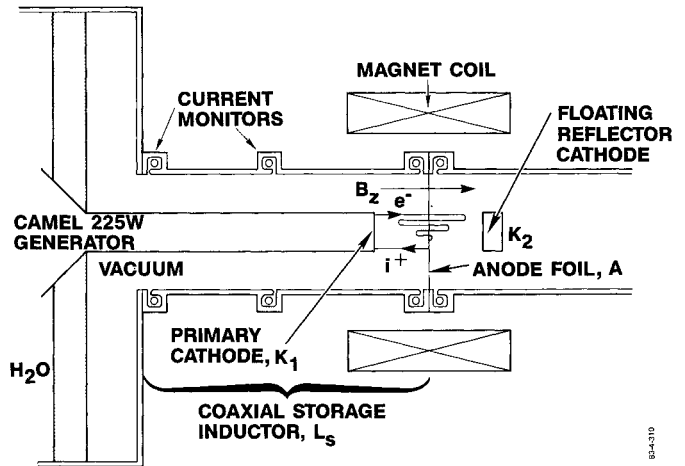 MAGNET COIL
CURRENT
MONITORS
FLOATING
REFLECTOR
CATHODE
B_z
e⁻
CAMEL 225W
GENERATOR
K₂
VACUUM
i⁺
ANODE FOIL, A
PRIMARY
CATHODE, K₁
H₂O
COAXIAL STORAGE
INDUCTOR, Lₛ
83-4-310